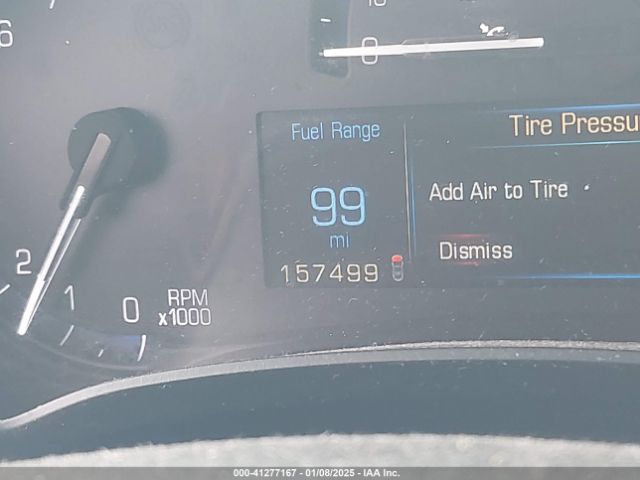 6
10
0
Fuel Range
99
mi
157499
Tire Pressu
Add Air to Tire
Dismiss
2
1
0
RPM
x1000
000-41277167 - 01/08/2025 - IAA Inc.